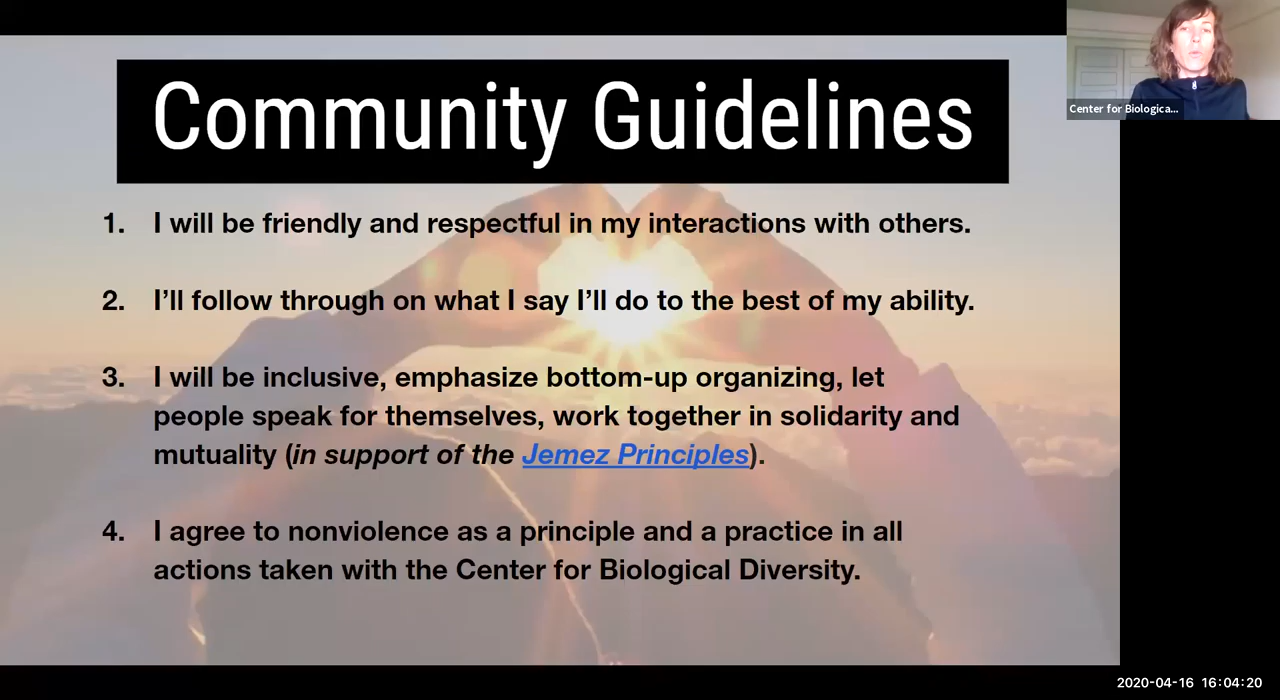 Community Guidelines
Center for Biologica...
1. I will be friendly and respectful in my interactions with others.
2. I’ll follow through on what I say I’ll do to the best of my ability.
3. I will be inclusive, emphasize bottom-up organizing, let
people speak for themselves, work together in solidarity and
mutuality (in support of the Jemez Principles).
4. I agree to nonviolence as a principle and a practice in all
actions taken with the Center for Biological Diversity.
2020-04-16 16:04:20